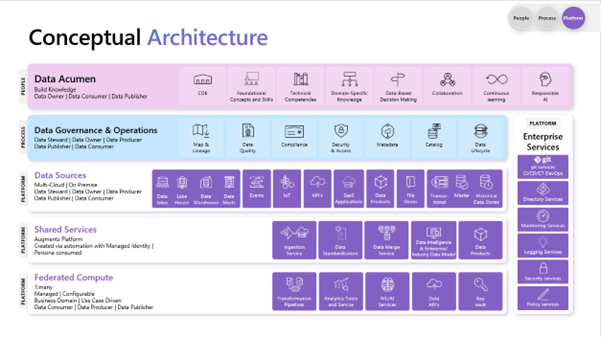 People
Process
Platform
Conceptual Architecture
PEOPLE
Data Acumen
Build Knowledge
Data Owner | Data Consumer | Data Publisher
COE
Foundational
Concepts and Skills
Technical
Competencies
Domain-Specific
Knowledge
Data-Based
Decision Making
Collaboration
Continuous
learning
Responsible
AI
PROCESS
Data Governance & Operations
Data Steward | Data Owner | Data Producer
Data Publisher | Data Consumer
Map &
Lineage
Data
Quality
Compliance
Security
& Access
Metadata
Catalog
Data
Lifecycle
PLATFORM
Data Sources
Multi-Cloud | On Premise
Data Steward | Data Owner | Data Producer
Data Publisher | Data Consumer
Data
lakes
Lake
House
Data
Warehouse
Data
Marts
Events
IoT
API's
SaaS
Applications
Data
Products
File
Stores
Transac
tional
Master
Historical
Data Stores
PLATFORM
Shared Services
Augments Platform
Created via automation with Managed Identity |
Persona consumed
Ingestion
Service
Data
Standardization
Data Merge
Service
Data Intelligence
& Enterprise/
Industry Data Model
Data
Products
PLATFORM
Federated Compute
1:many
Managed | Configurable
Business Domain | Use Case Driven
Data Consumer | Data Producer | Data Publisher
Transformation
Pipelines
Analytics Tools
and Service
ML/AI
Services
Data
API's
Key
vault
PLATFORM
Enterprise
Services
git
git services
CI/CD/CT DevOps
Directory Services
Monitoring Services
Logging Services
Security services
Policy services